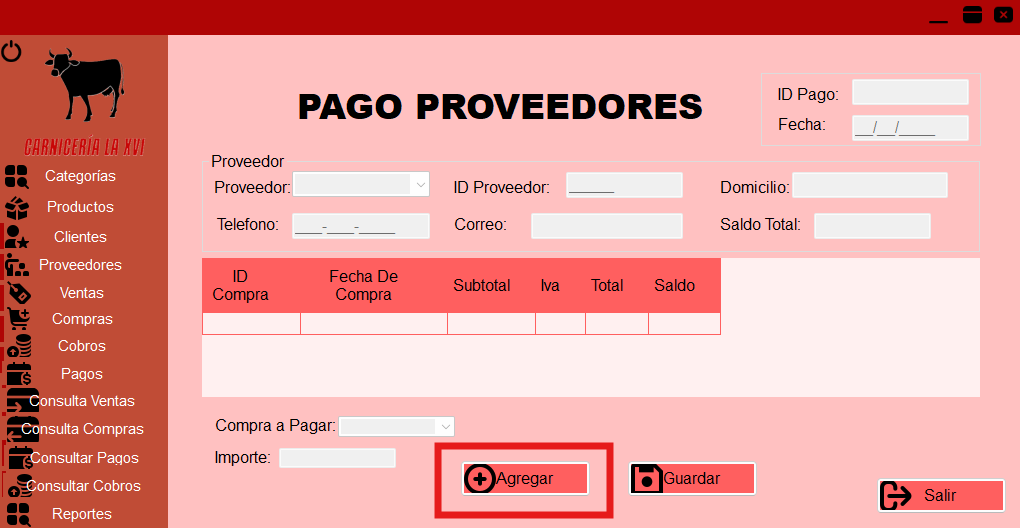 CARNICERÍA LA XVI
Categorías
Productos
Clientes
Proveedores
Ventas
Compras
Cobros
Pagos
Consulta Ventas
Consulta Compras
Consultar Pagos
Consultar Cobros
Reportes
PAGO PROVEEDORES
ID Pago:
Fecha: __/__/____
Proveedor
Proveedor: ID Proveedor: ______ Domicilio:
Telefono: ___-___-____ Correo: Saldo Total:
ID Compra Fecha De Compra Subtotal Iva Total Saldo
Compra a Pagar:
Importe:
Agregar Guardar
Salir